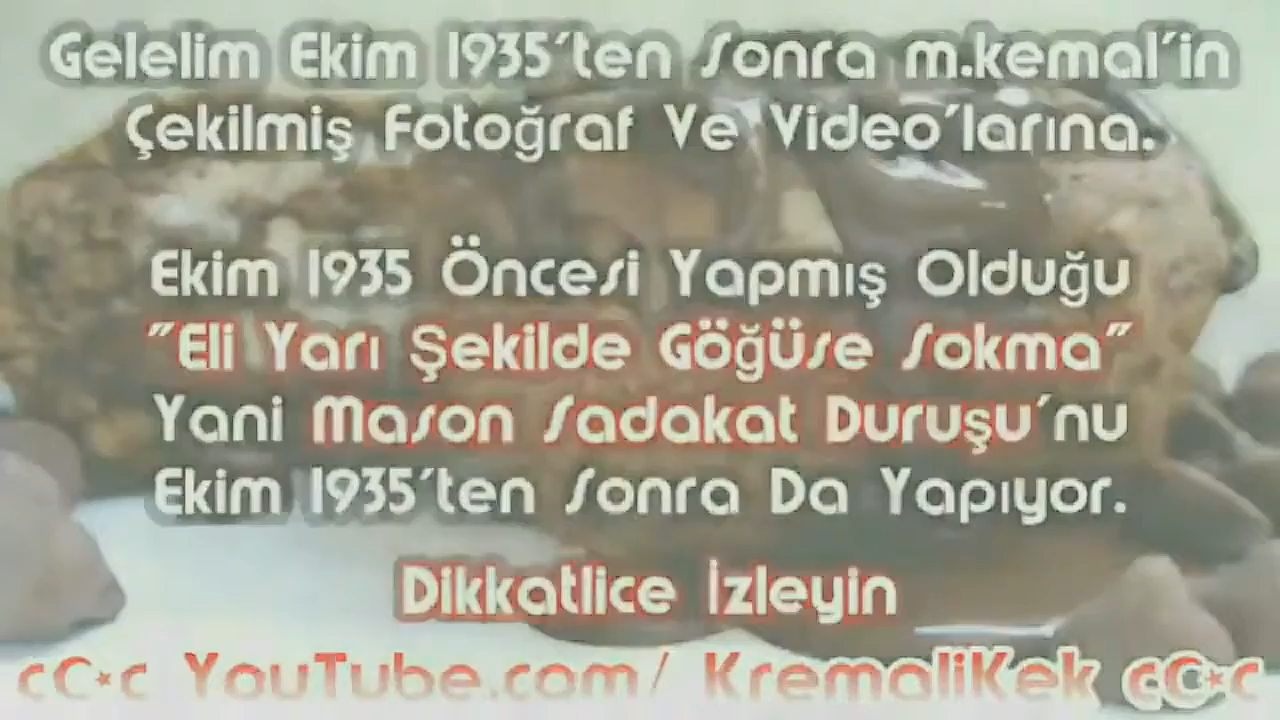 Gelelim Ekim 1935'ten Sonra m.kemal'in
Çekilmiş Fotoğraf Ve Video'larına.
Ekim 1935 Öncesi Yapmış Olduğu
"Eli Yarı Şekilde Göğüse Sokma"
Yani Mason Sadakat Duruşu'nu
Ekim 1935'ten Sonra Da Yapıyor.
Dikkatlice İzleyin
cC★c YouTube.com/ KremaliKek cC★c